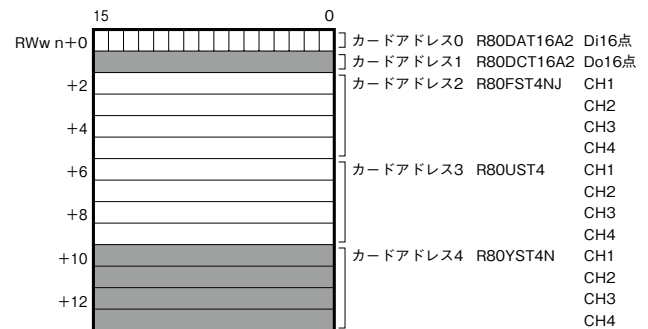 15 0
RWw n+0 カードアドレス0 R80DAT16A2 Di16点
カードアドレス1 R80DCT16A2 Do16点
+2 カードアドレス2 R80FST4NJ CH1
CH2
+4 CH3
CH4
+6 カードアドレス3 R80UST4 CH1
CH2
+8 CH3
CH4
+10 カードアドレス4 R80YST4N CH1
CH2
+12 CH3
CH4